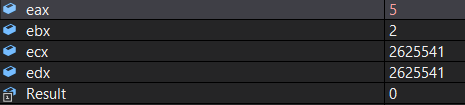 eax 5
ebx 2
ecx 2625541
edx 2625541
Result 0